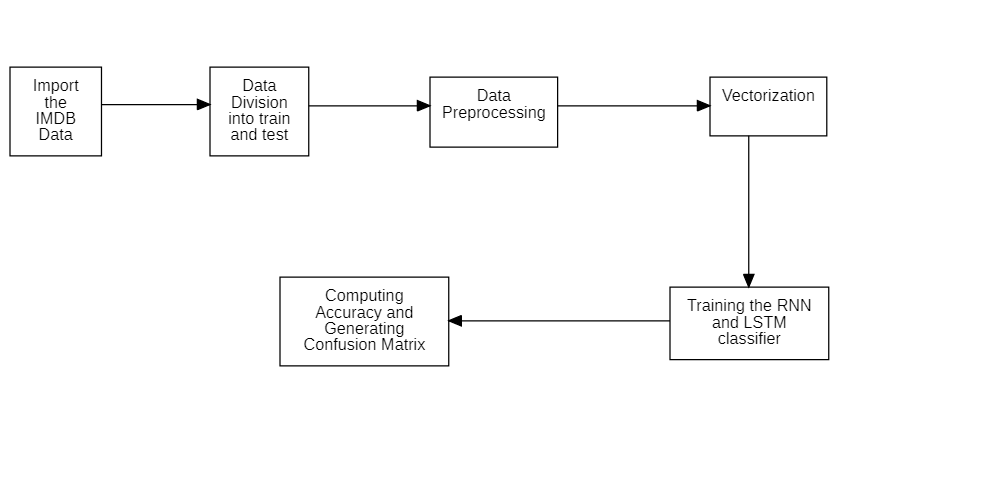 Import
the
IMDB
Data
Data
Division
into train
and test
Data
Preprocessing
Vectorization
Training the RNN
and LSTM
classifier
Computing
Accuracy and
Generating
Confusion Matrix